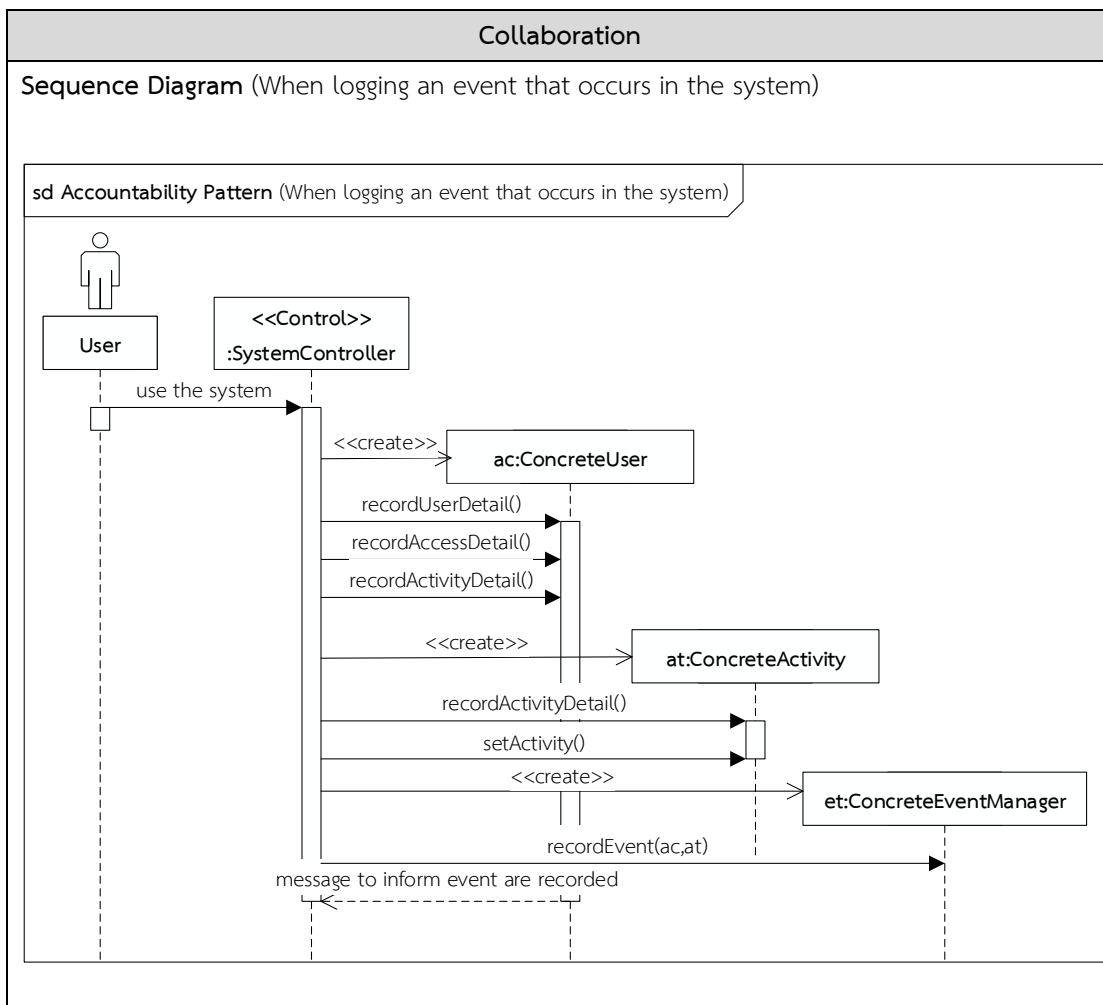 Collaboration
Sequence Diagram (When logging an event that occurs in the system)
sd Accountability Pattern (When logging an event that occurs in the system)
User
<<Control>>
:SystemController
use the system
<<create>>
ac:ConcreteUser
recordUserDetail()
recordAccessDetail()
recordActivityDetail()
<<create>>
at:ConcreteActivity
recordActivityDetail()
setActivity()
<<create>>
et:ConcreteEventManager
recordEvent(ac,at)
message to inform event are recorded